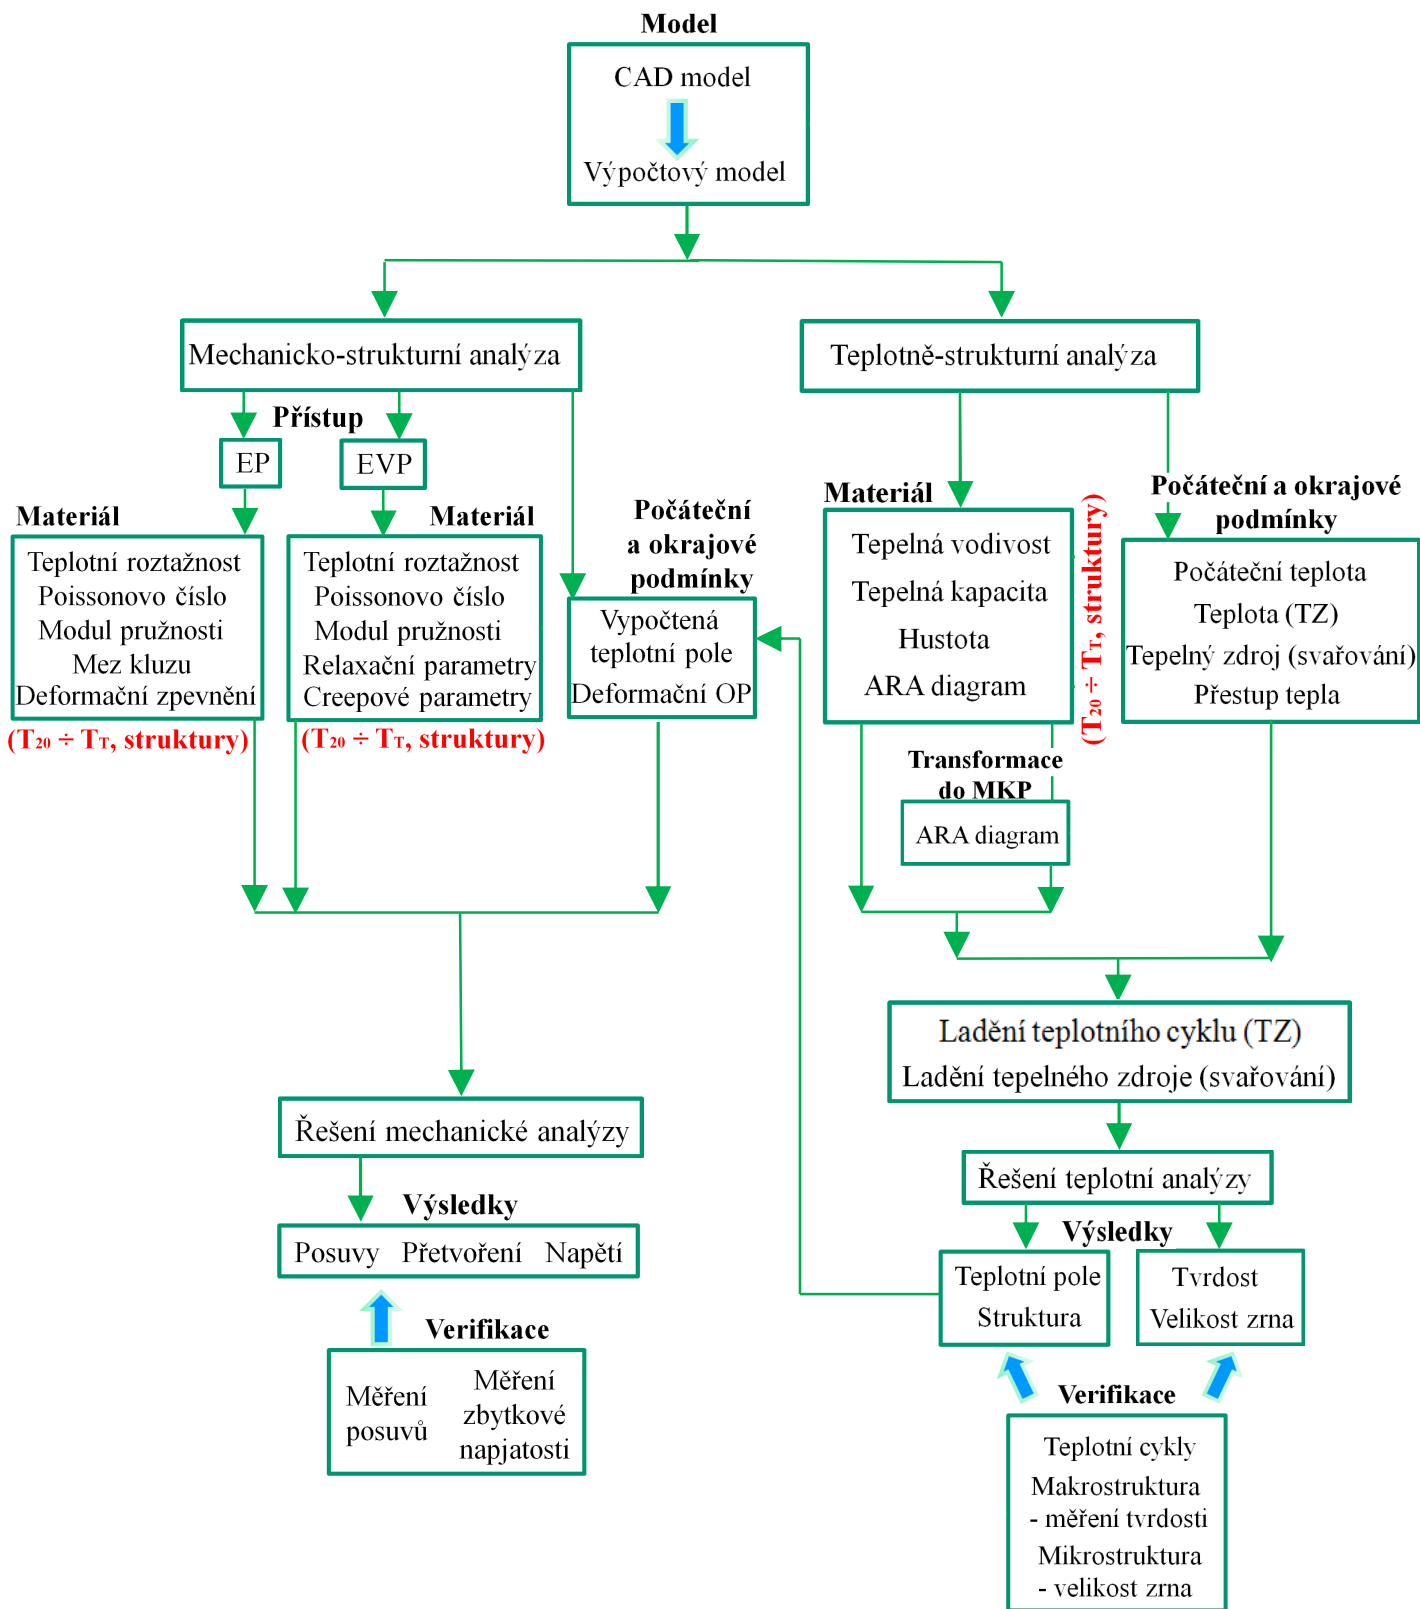 Model
CAD model
Výpočtový model
Mechanicko-strukturní analýza
Teplotně-strukturní analýza
Přístup
EP
EVP
Materiál
Teplotní roztažnost
Poissonovo číslo
Modul pružnosti
Mez kluzu
Deformační zpevnění
(T₂₀ ÷ Tₜ, struktury)
Materiál
Teplotní roztažnost
Poissonovo číslo
Modul pružnosti
Relaxační parametry
Creepové parametry
(T₂₀ ÷ Tₜ, struktury)
Počáteční
a okrajové
podmínky
Vypočtená
teplotní pole
Deformační OP
Materiál
Tepelná vodivost
Tepelná kapacita
Hustota
ARA diagram
(T₂₀ ÷ Tₜ, struktury)
Počáteční a okrajové
podmínky
Počáteční teplota
Teplota (TZ)
Tepelný zdroj (svařování)
Přestup tepla
Transformace
do MKP
ARA diagram
Ladění teplotního cyklu (TZ)
Ladění tepelného zdroje (svařování)
Řešení mechanické analýzy
Výsledky
Posuvy Přetvoření Napětí
Verifikace
Měření
posuvů
Měření
zbytkové
napjatosti
Řešení teplotní analýzy
Výsledky
Teplotní pole
Struktura
Tvrdost
Velikost zrna
Verifikace
Teplotní cykly
Makrostruktura
- měření tvrdosti
Mikrostruktura
- velikost zrna